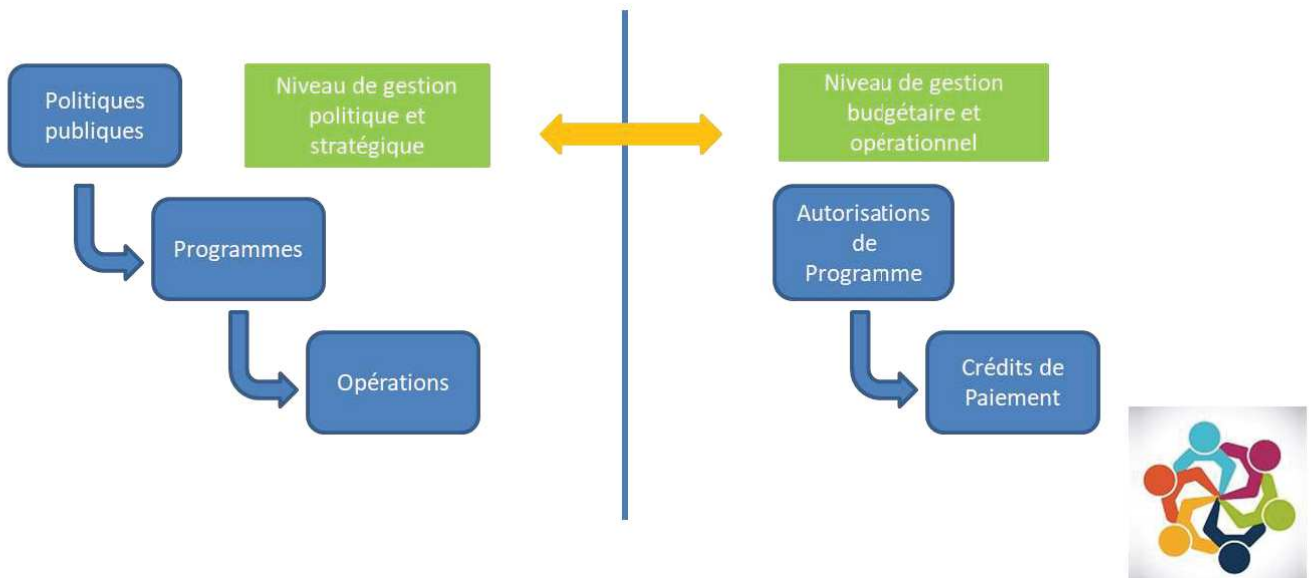 Politiques
publiques
Niveau de gestion
politique et
stratégique
Programmes
Opérations
Niveau de gestion
budgétaire et
opérationnel
Autorisations
de
Programme
Crédits de
Paiement